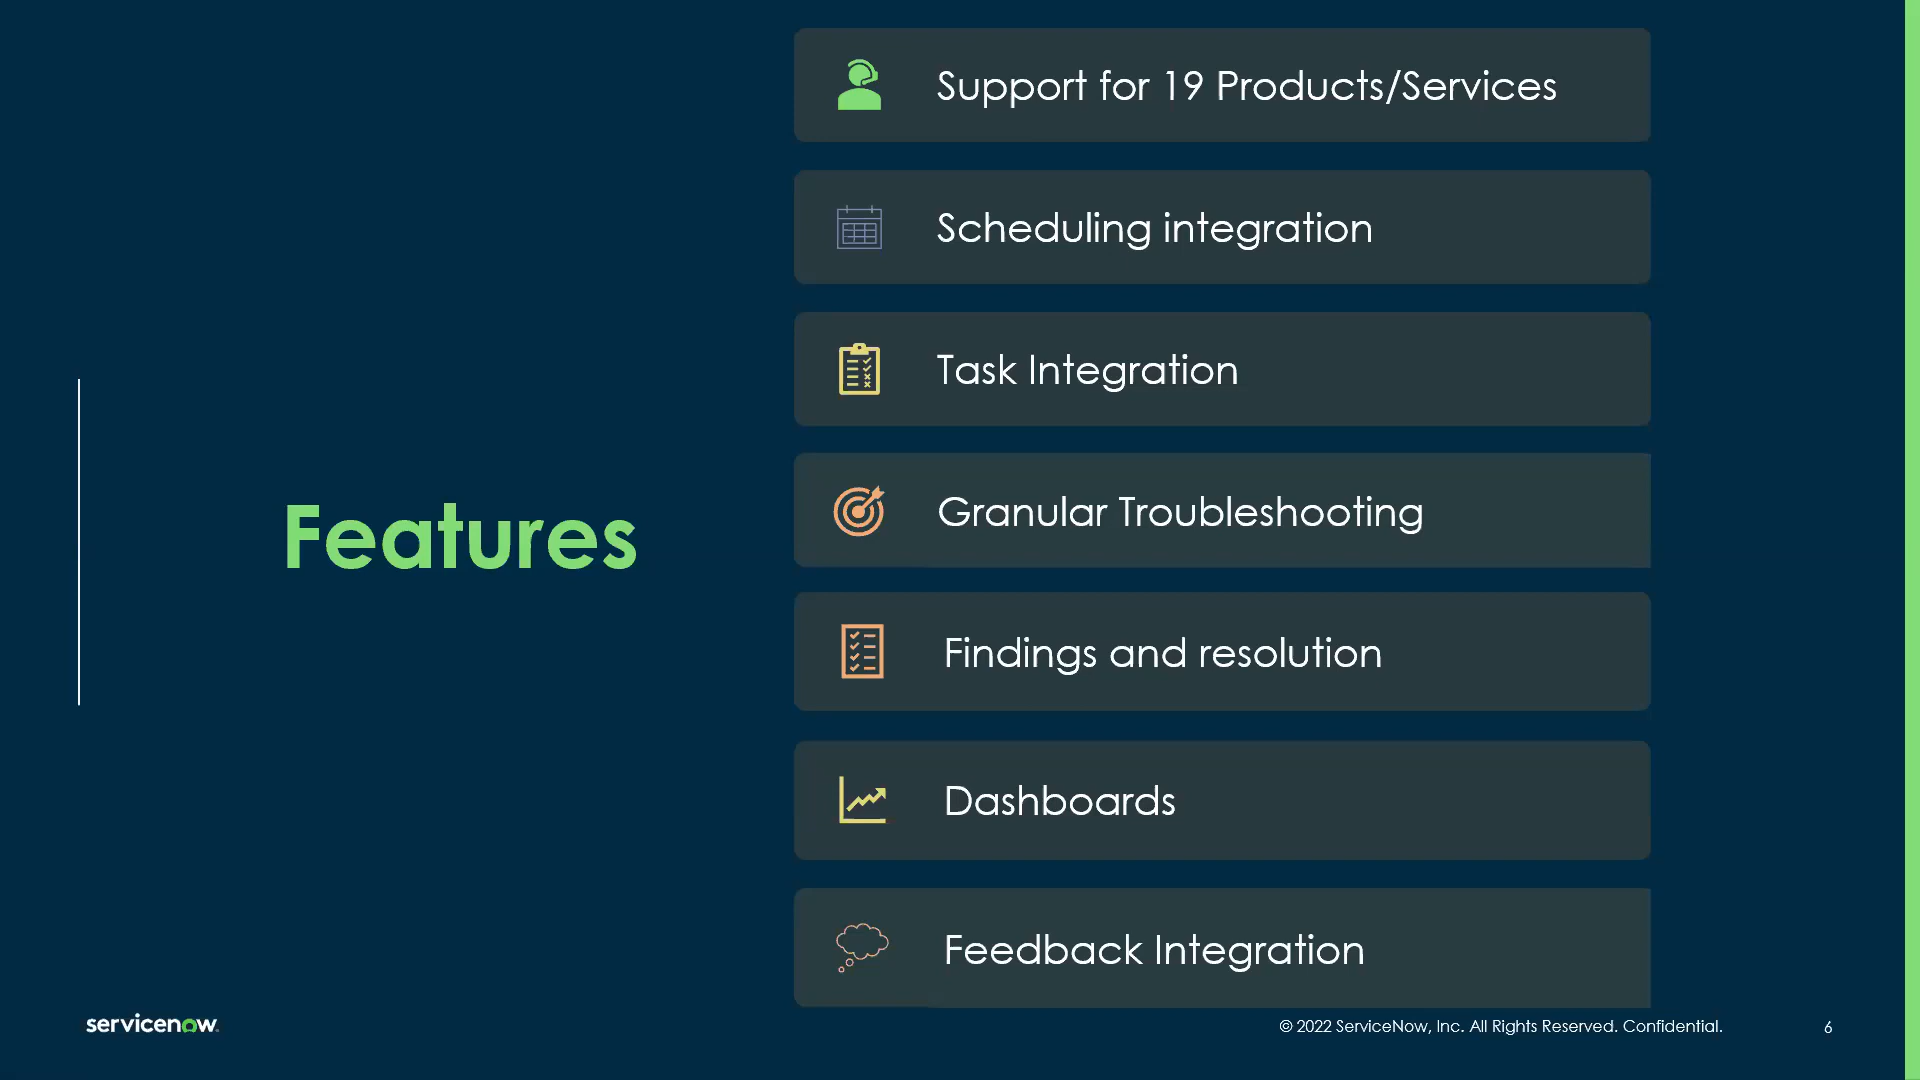 Support for 19 Products/Services
Scheduling integration
Task Integration
Granular Troubleshooting
Features
Findings and resolution
Dashboards
Feedback Integration
servicenow
© 2022 ServiceNow, Inc. All Rights Reserved. Confidential.
6